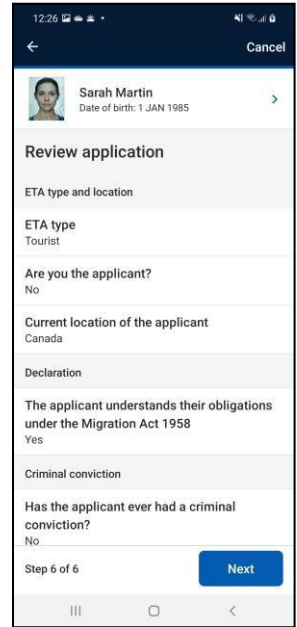 12:26
Cancel
Sarah Martin
Date of birth: 1 JAN 1985
Review application
ETA type and location
ETA type
Tourist
Are you the applicant?
No
Current location of the applicant
Canada
Declaration
The applicant understands their obligations
under the Migration Act 1958
Yes
Criminal conviction
Has the applicant ever had a criminal
conviction?
No
Step 6 of 6
Next